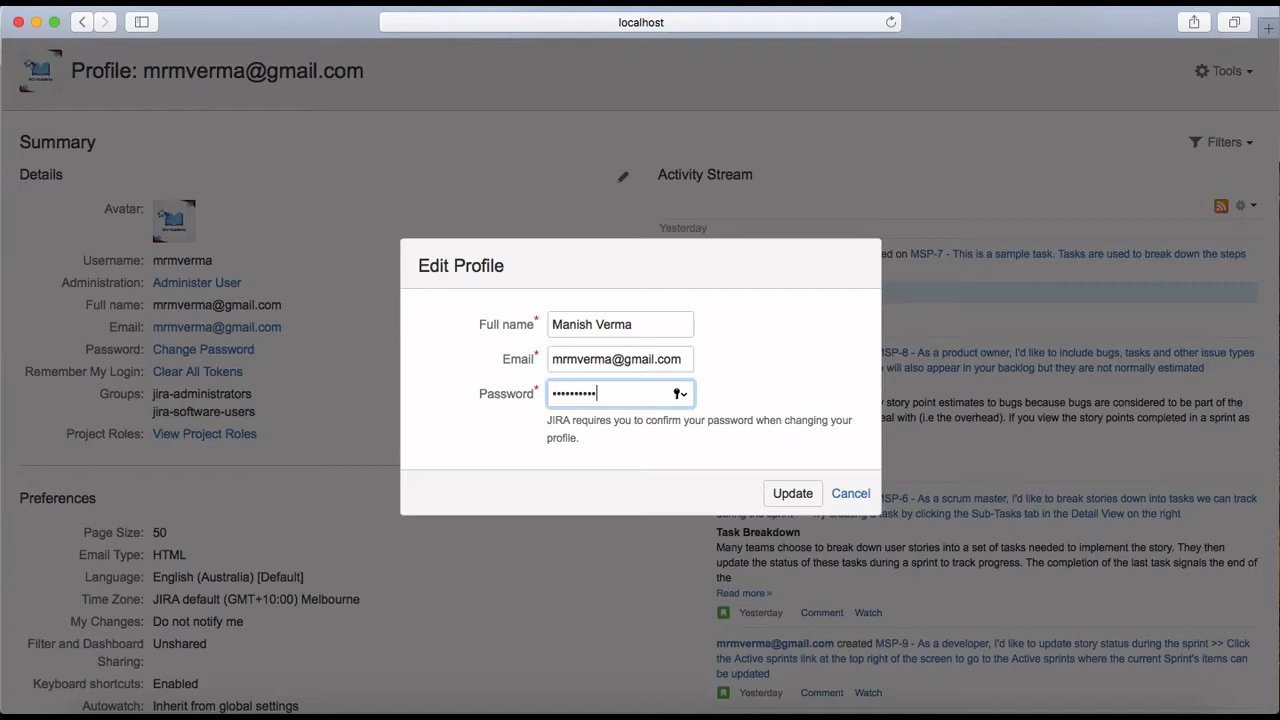 localhost
Profile: mrmverma@gmail.com
Tools
Summary
Filters
Details
Activity Stream
Avatar:
Yesterday
Username: mrmverma
Administration: Administer User
Full name: mrmverma@gmail.com
Email: mrmverma@gmail.com
Password: Change Password
Remember My Login: Clear All Tokens
Groups: jira-administrators
jira-software-users
Project Roles: View Project Roles
Preferences
Page Size: 50
Email Type: HTML
Language: English (Australia) [Default]
Time Zone: JIRA default (GMT+10:00) Melbourne
My Changes: Do not notify me
Filter and Dashboard Sharing: Unshared
Keyboard shortcuts: Enabled
Autowatch: Inherit from global settings
Edit Profile
Full name* Manish Verma
Email* mrmverma@gmail.com
Password* ••••••••••
JIRA requires you to confirm your password when changing your
profile.
Update Cancel
ed on MSP-7 - This is a sample task. Tasks are used to break down the steps
MSP-8 - As a product owner, I'd like to include bugs, tasks and other issue types
will also appear in your backlog but they are not normally estimated
story point estimates to bugs because bugs are considered to be part of the
eal with (i.e the overhead). If you view the story points completed in a sprint as
MSP-6 - As a scrum master, I'd like to break stories down into tasks we can track
a task by clicking the Sub-Tasks tab in the Detail View on the right
Task Breakdown
Many teams choose to break down user stories into a set of tasks needed to implement the story. They then
update the status of these tasks during a sprint to track progress. The completion of the last task signals the end of
the
Read more »
Yesterday Comment Watch
mrmverma@gmail.com created MSP-9 - As a developer, I'd like to update story status during the sprint >> Click
the Active sprints link at the top right of the screen to go to the Active sprints where the current Sprint's items can
be updated
Yesterday Comment Watch